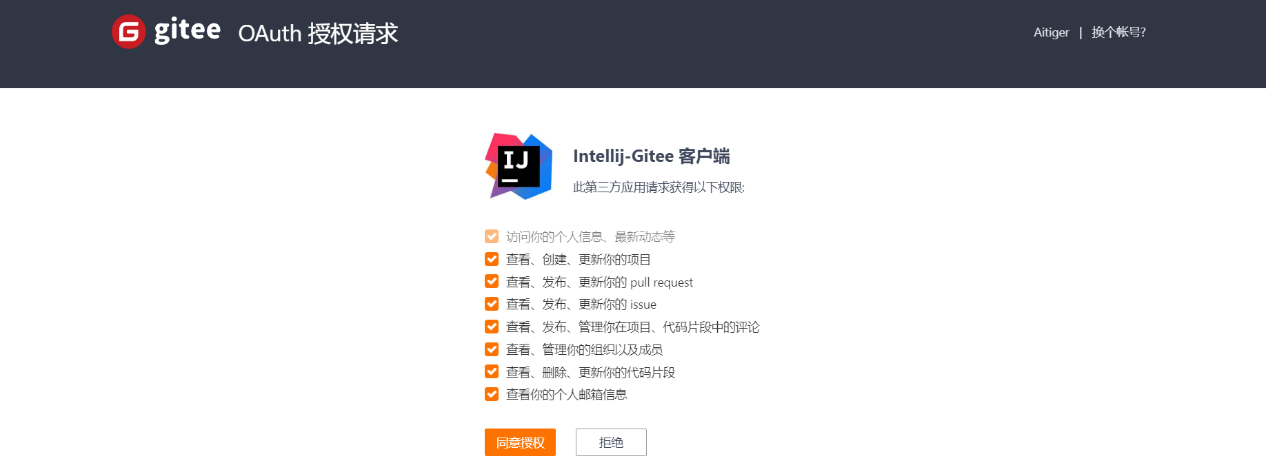 gitee OAuth 授权请求 Aitiger | 换个帐号?
IJ
Intellij-Gitee 客户端
此第三方应用请求获得以下权限:
访问你的个人信息、最新动态等
查看、创建、更新你的项目
查看、发布、更新你的 pull request
查看、发布、更新你的 issue
查看、发布、管理你在项目、代码片段中的评论
查看、管理你的组织以及成员
查看、删除、更新你的代码片段
查看你的个人邮箱信息
同意授权 拒绝